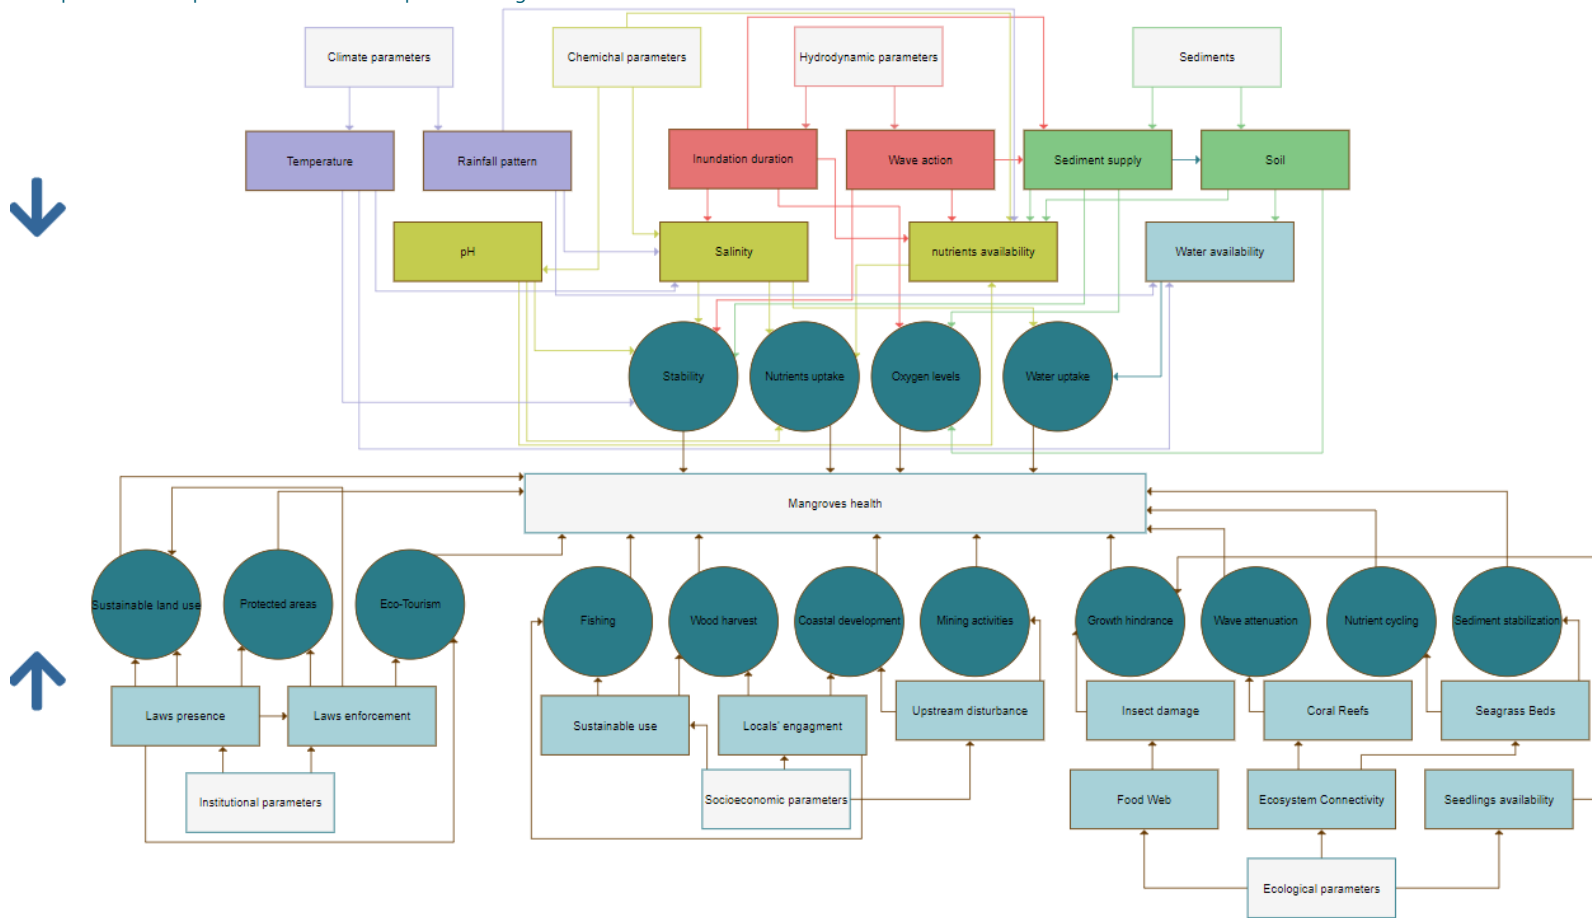 Climate parameters
Chemichal parameters
Hydrodynamic parameters
Sediments
Temperature
Rainfall pattern
Inundation duration
Wave action
Sediment supply
Soil
pH
Salinity
nutrients availability
Water availability
Stability
Nutrients uptake
Oxygen levels
Water uptake
Mangroves health
Sustainable land use
Protected areas
Eco-Tourism
Fishing
Wood harvest
Coastal development
Mining activities
Growth hindrance
Wave attenuation
Nutrient cycling
Sediment stabilization
Laws presence
Laws enforcement
Sustainable use
Locals' engagment
Upstream disturbance
Insect damage
Coral Reefs
Seagrass Beds
Institutional parameters
Socioeconomic parameters
Food Web
Ecosystem Connectivity
Seedlings availability
Ecological parameters